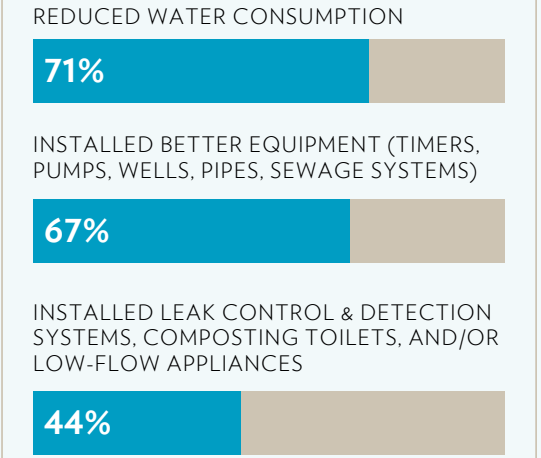 REDUCED WATER CONSUMPTION
71%
INSTALLED BETTER EQUIPMENT (TIMERS,
PUMPS, WELLS, PIPES, SEWAGE SYSTEMS)
67%
INSTALLED LEAK CONTROL & DETECTION
SYSTEMS, COMPOSTING TOILETS, AND/OR
LOW-FLOW APPLIANCES
44%